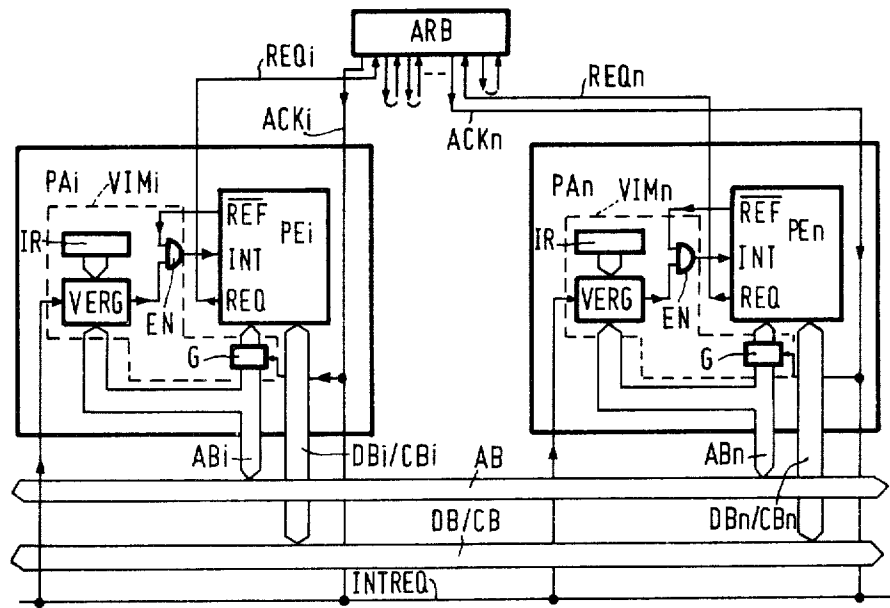 ARB
REQi
REQn
ACKi
ACKn
PAi
VIMi
REF
PEi
IR
INT
VERG
EN
REQ
G
ABi
DBi/CBi
PAn
VIMn
REF
PEn
IR
INT
VERG
EN
REQ
G
ABn
DBn/CBn
AB
DB/CB
INTREQ